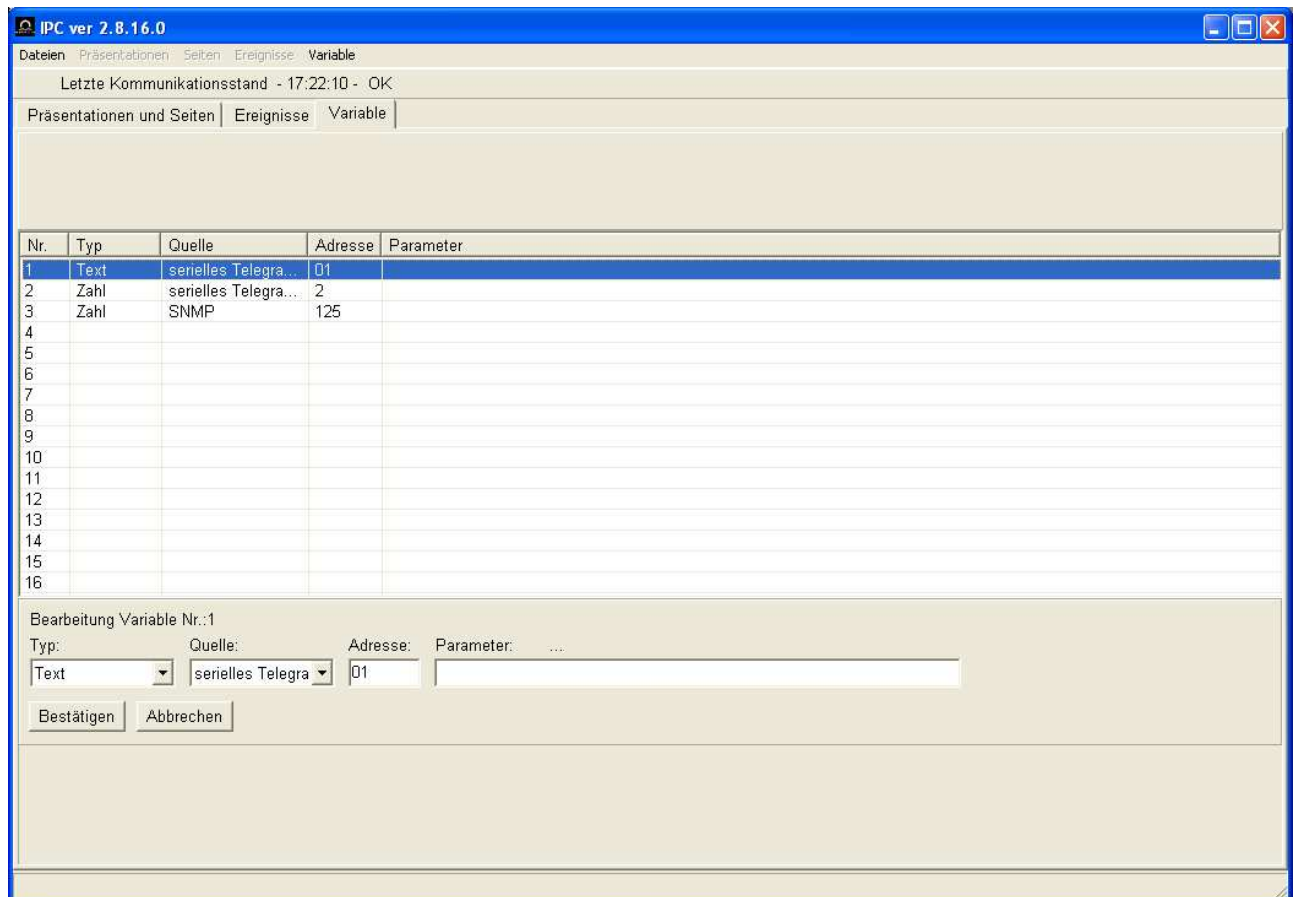 IPC ver 2.8.16.0
Dateien Präsentationen Seiten Ereignisse Variable
Letzte Kommunikationsstand - 17:22:10 - OK
Präsentationen und Seiten Ereignisse Variable
Nr. Typ Quelle Adresse Parameter
1 Text serielles Telegra... 01
2 Zahl serielles Telegra... 2
3 Zahl SNMP 125
4
5
6
7
8
9
10
11
12
13
14
15
16
Bearbeitung Variable Nr.:1
Typ: Quelle: Adresse: Parameter: ...
Text serielles Telegra 01
Bestätigen Abbrechen